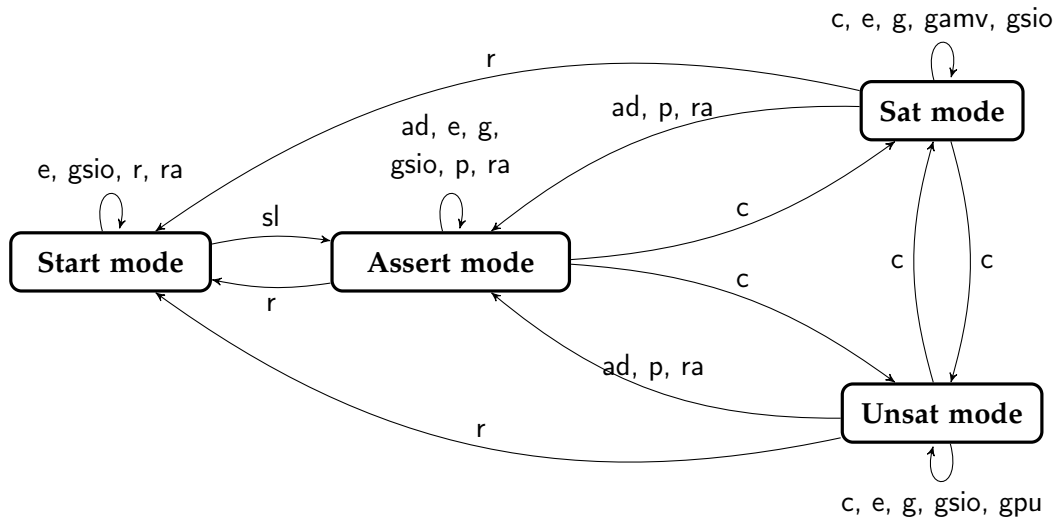 c, e, g, gamv, gsio
r
Sat mode
ad, p, ra
ad, e, g,
gsio, p, ra
e, gsio, r, ra
sl
c
Start mode
Assert mode
c
c
r
c
ad, p, ra
Unsat mode
r
c, e, g, gsio, gpu